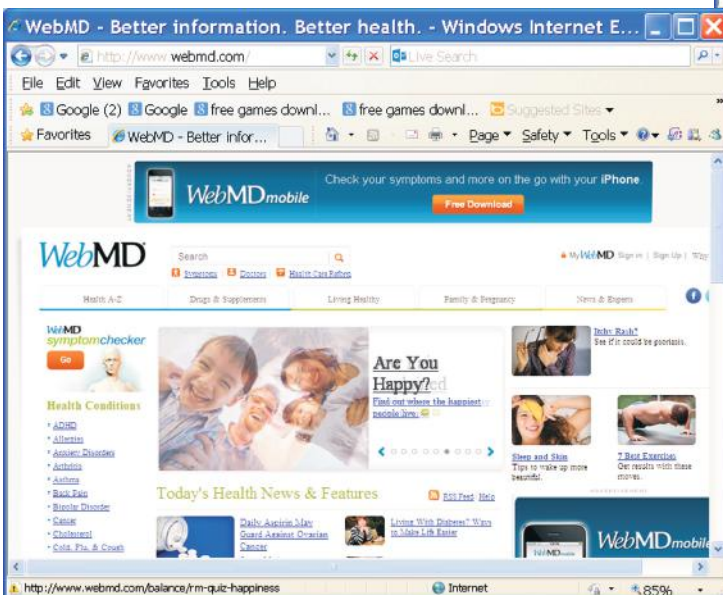 WebMD - Better information. Better health. - Windows Internet E...
http://www.webmd.com/
Live Search
File Edit View Favorites Tools Help
Google (2) Google free games downl... free games downl... Suggested Sites
Favorites WebMD - Better infor... Page Safety Tools
WebMD mobile
Check your symptoms and more on the go with your iPhone.
Free Download
WebMD
Search
Symptoms Doctors Health Care Reform
My WebMD Sign in | Sign Up | Why
Health A-Z Drugs & Supplements Living Healthy Family & Pregnancy News & Experts
WebMD
symptomchecker
Go
Health Conditions
ADHD
Allergies
Anxiety Disorders
Arthritis
Asthma
Back Pain
Bipolar Disorder
Cancer
Cholesterol
Cold, Flu, & Cough
Are You
Happy?
Find out where the happiest
people live.
Itchy Rash?
See if it could be psoriasis.
Sleep and Skin
Tips to wake up more
beautiful.
7 Best Exercises
Get results with these
moves.
Today's Health News & Features
RSS Feed Help
Daily Aspirin May
Guard Against Ovarian
Cancer
Living With Diabetes? Ways
to Make Life Easier
WebMD mobile
http://www.webmd.com/balance/rm-quiz-happiness Internet 85%